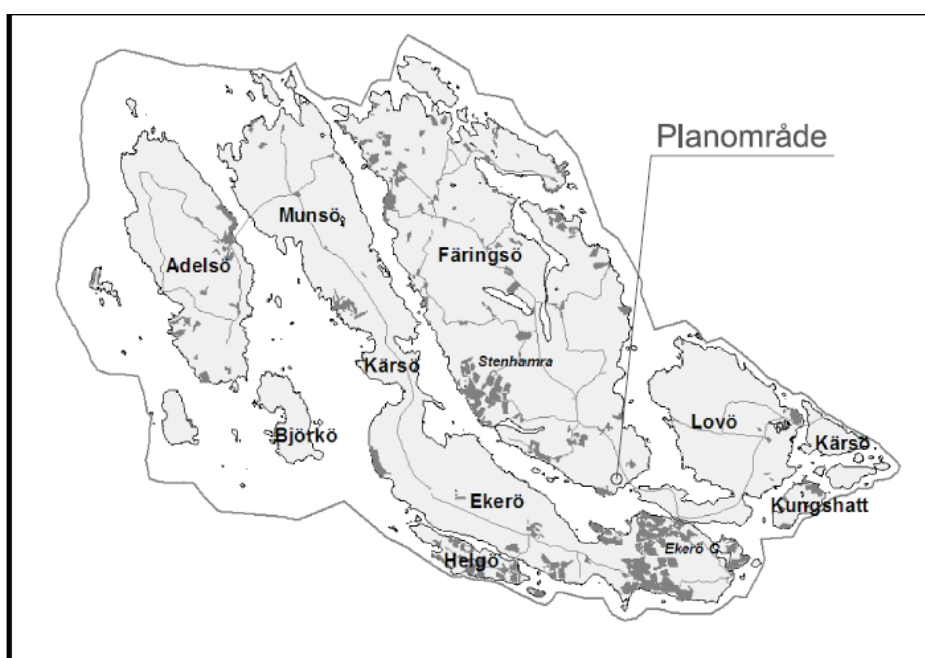 Planområde
Munsö
Färingsö
Adelsö
Stenhamra
Kärsö
Lovö
Björkö
Kärsö
Ekerö
Kungshatt
Ekerö C
Helgö